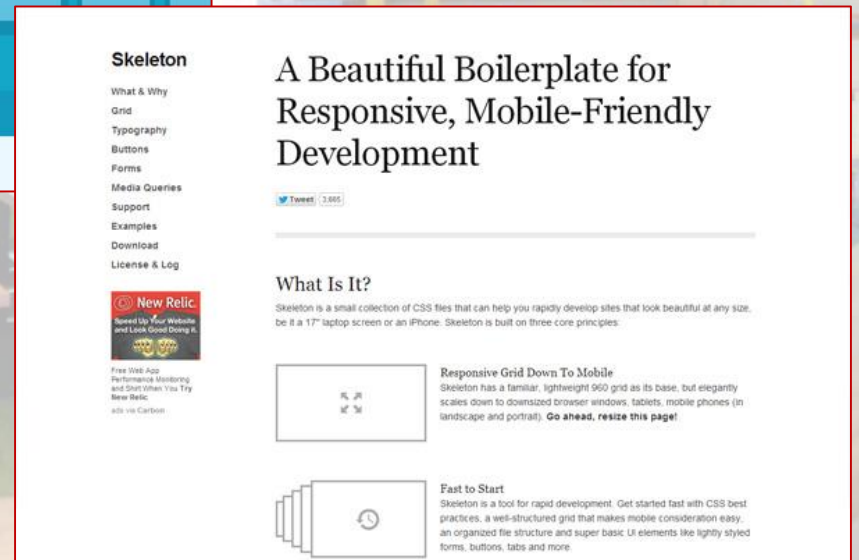 Skeleton
What & Why
Grid
Typography
Buttons
Forms
Media Queries
Support
Examples
Download
License & Log
New Relic.
Speed Up Your Website
and Look Good Doing it.
Free Web App
Performance Monitoring
and Shirt When You Try
New Relic
ads via Carbon
A Beautiful Boilerplate for
Responsive, Mobile-Friendly
Development
Tweet
What Is It?
Skeleton is a small collection of CSS files that can help you rapidly develop sites that look beautiful at any size,
be it a 17" laptop screen or an iPhone. Skeleton is built on three core principles:
Responsive Grid Down To Mobile
Skeleton has a familiar, lightweight 960 grid as its base, but elegantly
scales down to downsized browser windows, tablets, mobile phones (in
landscape and portrait). Go ahead, resize this page!
Fast to Start
Skeleton is a tool for rapid development. Get started fast with CSS best
practices, a well-structured grid that makes mobile consideration easy,
an organized file structure and super basic UI elements like lightly styled
forms, buttons, tabs and more.